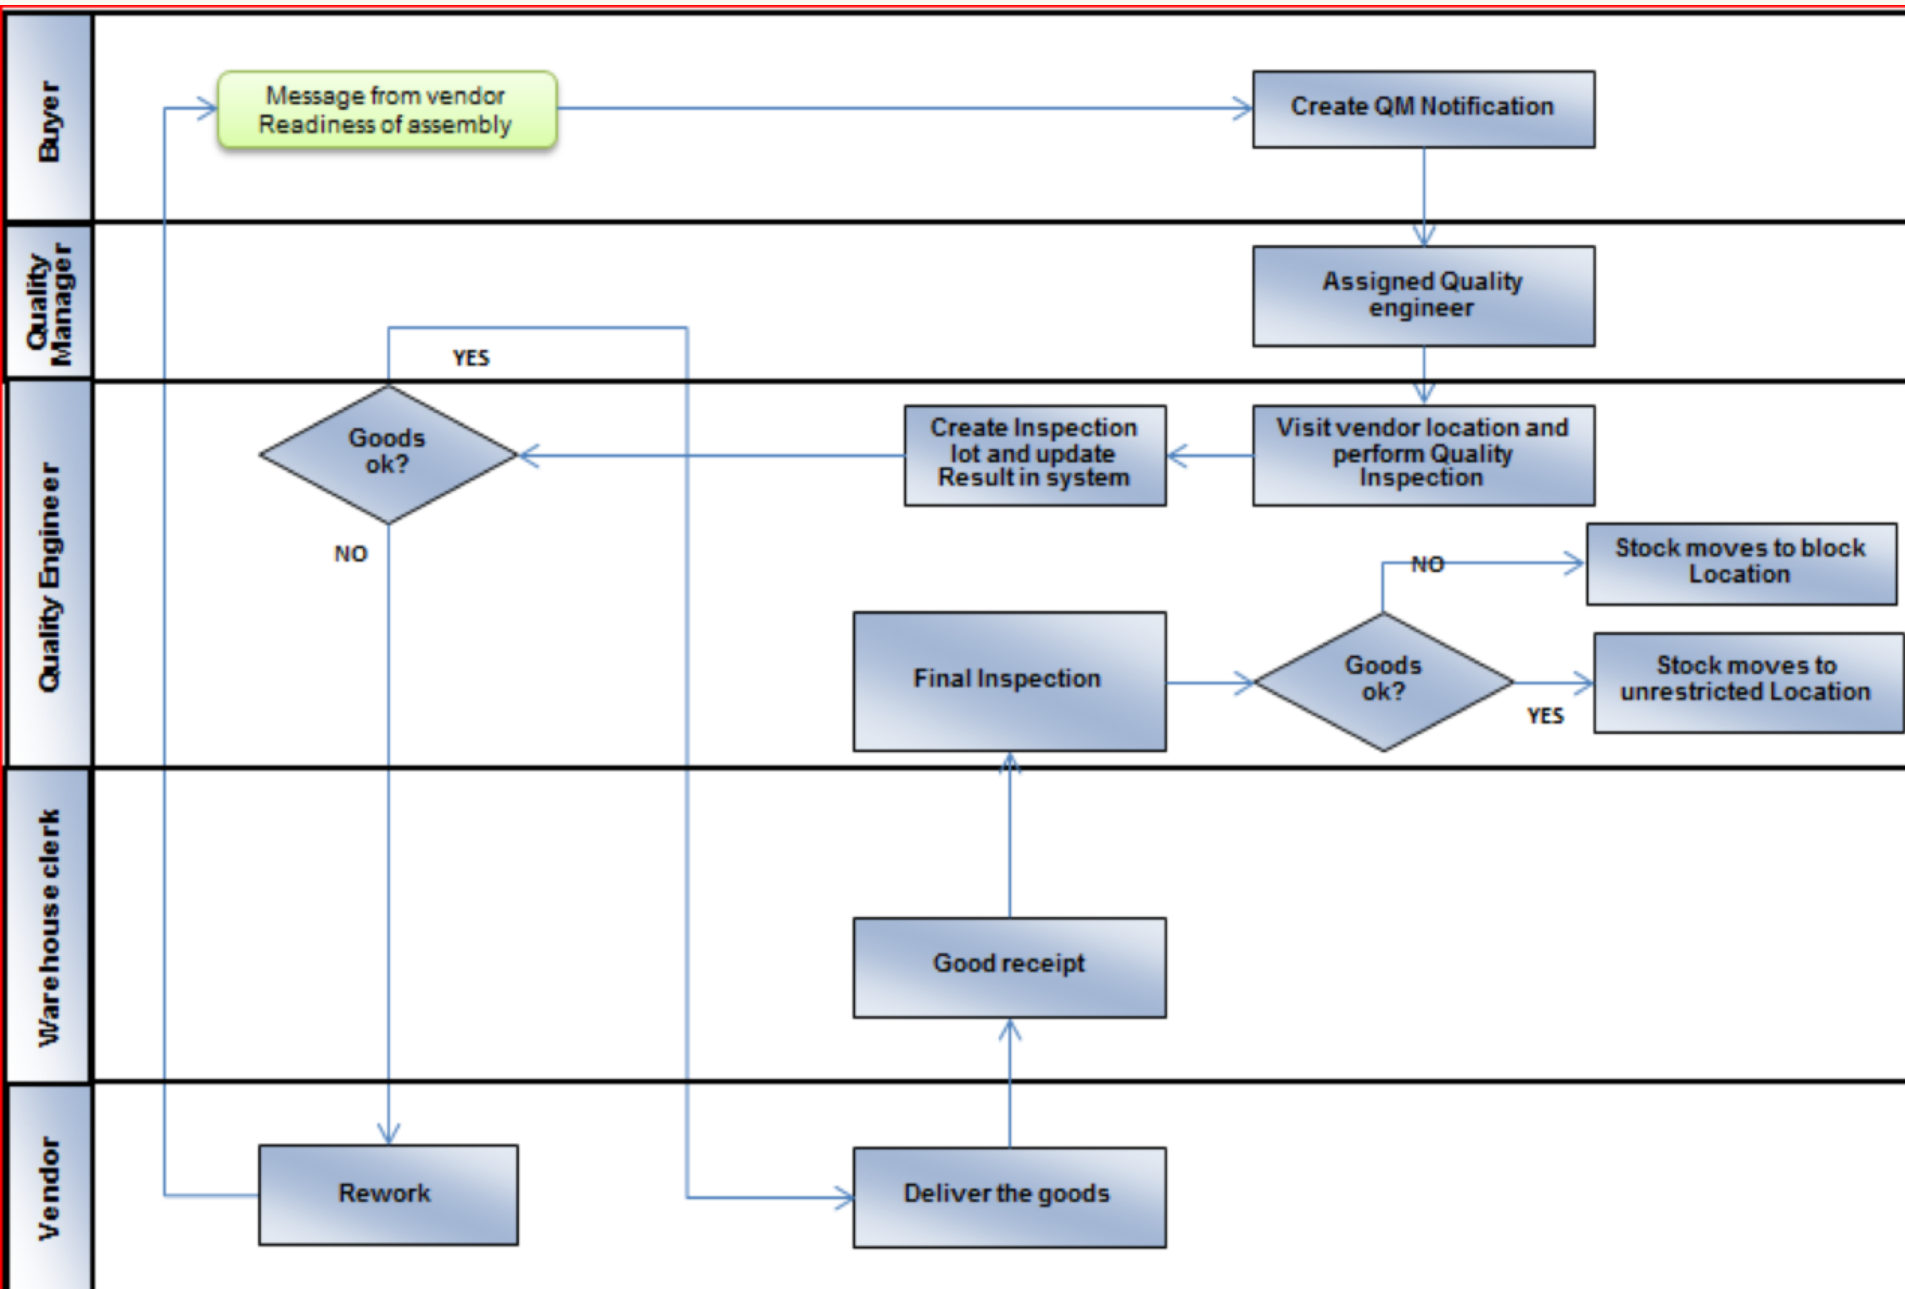 Buyer
Message from vendor
Readiness of assembly
Create QM Notification
Quality
Manager
Assigned Quality
engineer
YES
Quality Engineer
Goods
ok?
NO
Create Inspection
lot and update
Result in system
Visit vendor location and
perform Quality
Inspection
Final Inspection
Goods
ok?
NO
Stock moves to block
Location
YES
Stock moves to
unrestricted Location
Warehouse clerk
Good receipt
Vendor
Rework
Deliver the goods